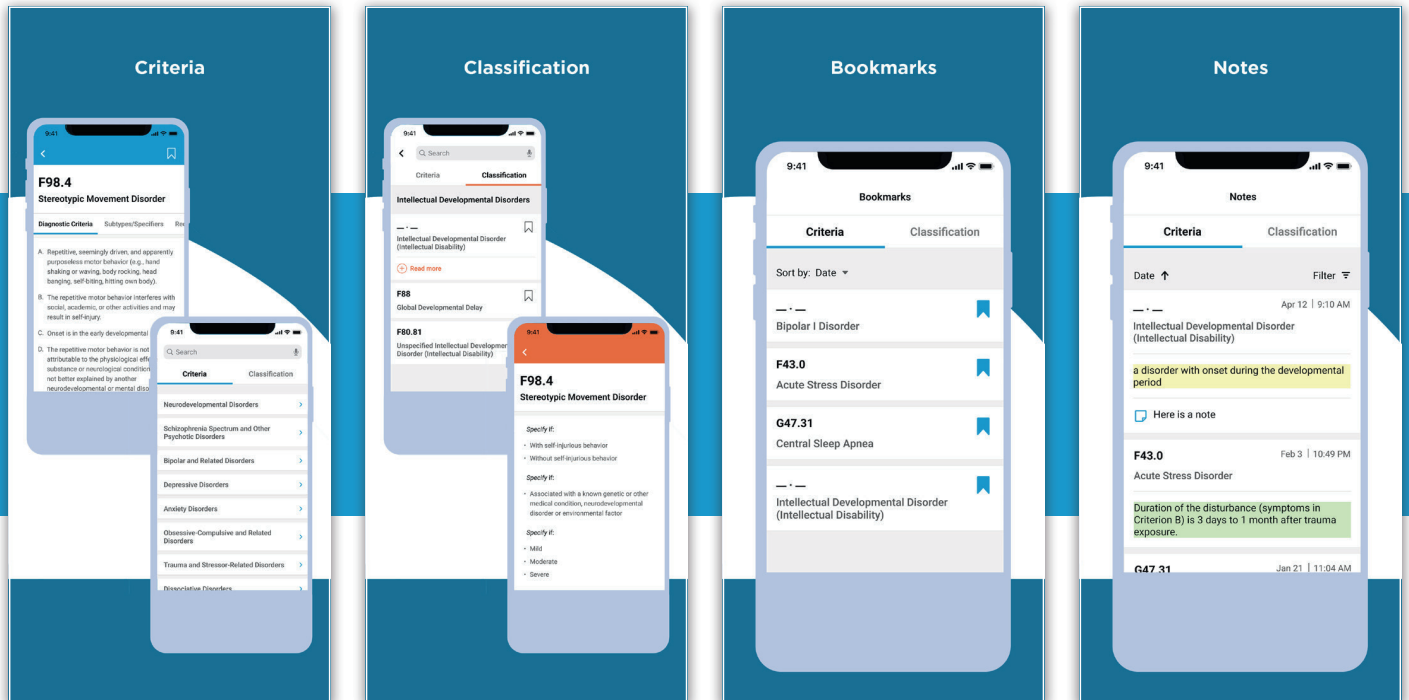 Criteria
9:41
F98.4
Stereotypic Movement Disorder
Diagnostic Criteria Subtypes/Specifiers
A. Repetitive, seemingly driven, and apparently
purposeless motor behavior (e.g., hand
shaking or waving, body rocking, head
banging, self-biting, hitting own body).
B. The repetitive motor behavior interferes with
social, academic, or other activities and may
result in self-injury.
C. Onset is in the early developmental
D. The repetitive motor behavior is not
attributable to the physiological
substance or neurological
not better explained by another
neurodevelopmental or mental
9:41
Search
Criteria Classification
Neurodevelopmental Disorders
Schizophrenia Spectrum and Other
Psychotic Disorders
Bipolar and Related Disorders
Depressive Disorders
Anxiety Disorders
Obsessive-Compulsive and Related
Disorders
Trauma and Stressor-Related Disorders
Dissociative Disorders
Classification
9:41
Search
Criteria Classification
Intellectual Developmental Disorders
— . —
Intellectual Developmental Disorder
(Intellectual Disability)
Read more
F88
Global Developmental Delay
F80.81
Unspecified Intellectual
Disorder (Intellectual Disability)
9:41
F98.4
Stereotypic Movement Disorder
Specify if:
- With self-injurious behavior
- Without self-injurious behavior
Specify if:
- Associated with a known genetic or other
medical condition, neurodevelopmental
disorder or environmental factor
Specify if:
- Mild
- Moderate
- Severe
Bookmarks
9:41
Bookmarks
Criteria Classification
Sort by: Date
— . —
Bipolar I Disorder
F43.0
Acute Stress Disorder
G47.31
Central Sleep Apnea
— . —
Intellectual Developmental Disorder
(Intellectual Disability)
Notes
9:41
Notes
Criteria Classification
Date ↑ Filter
— . — Apr 12 | 9:10 AM
Intellectual Developmental Disorder
(Intellectual Disability)
a disorder with onset during the developmental
period
Here is a note
F43.0 Feb 3 | 10:49 PM
Acute Stress Disorder
Duration of the disturbance (symptoms in
Criterion B) is 3 days to 1 month after trauma
exposure.
G47.31 Jan 21 | 11:04 AM